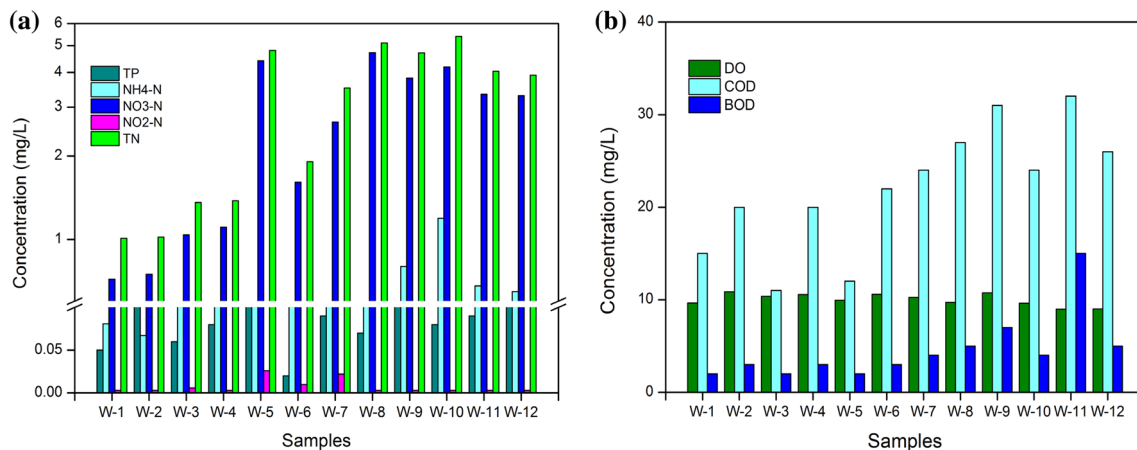 (a)
Concentration (mg/L)
6
5
4
3
2
1
0.05
0.00
TP
NH4-N
NO3-N
NO2-N
TN
W-1 W-2 W-3 W-4 W-5 W-6 W-7 W-8 W-9 W-10 W-11 W-12
Samples
(b)
Concentration (mg/L)
40
30
20
10
0
DO
COD
BOD
W-1 W-2 W-3 W-4 W-5 W-6 W-7 W-8 W-9 W-10 W-11 W-12
Samples